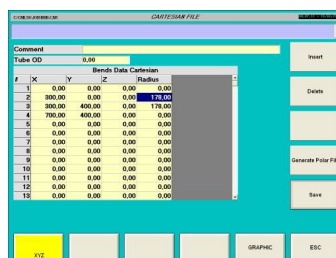 CARTESIAN FILE
Comment
Tube OD 0,00
Bends Data Cartesian
# X Y Z Radius
1 0,00 0,00 0,00 0,00
2 300,00 0,00 0,00 178,00
3 300,00 400,00 0,00 178,00
4 700,00 400,00 0,00 0,00
5 0,00 0,00 0,00 0,00
6 0,00 0,00 0,00 0,00
7 0,00 0,00 0,00 0,00
8 0,00 0,00 0,00 0,00
9 0,00 0,00 0,00 0,00
10 0,00 0,00 0,00 0,00
11 0,00 0,00 0,00 0,00
12 0,00 0,00 0,00 0,00
13 0,00 0,00 0,00 0,00
Insert
Delete
Generate Polar Fil
Save
XYZ
GRAPHIC
ESC